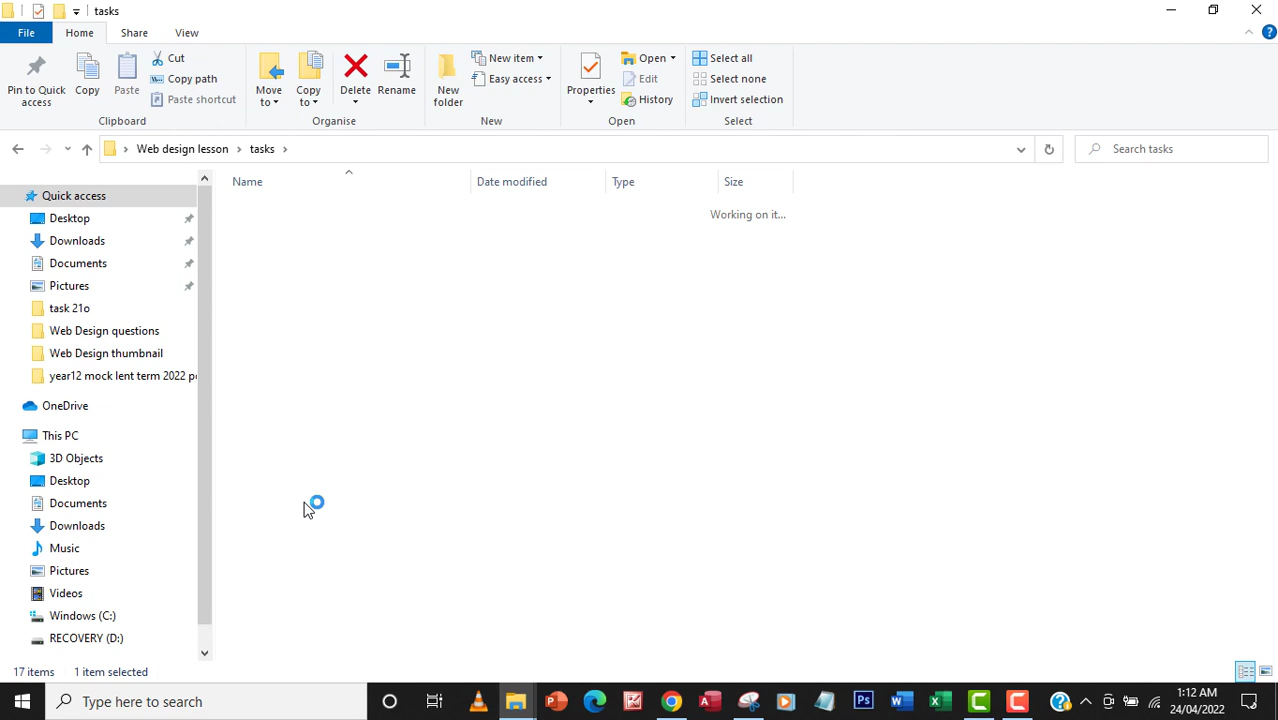 tasks
File Home Share View
Pin to Quick access
Copy
Paste
Cut
Copy path
Paste shortcut
Clipboard
Move to
Copy to
Delete
Rename
Organise
New folder
New item
Easy access
New
Properties
Open
Edit
History
Open
Select all
Select none
Invert selection
Select
Web design lesson tasks
Search tasks
Name Date modified Type Size
Working on it...
Quick access
Desktop
Downloads
Documents
Pictures
task 21o
Web Design questions
Web Design thumbnail
year12 mock lent term 2022 p
OneDrive
This PC
3D Objects
Desktop
Documents
Downloads
Music
Pictures
Videos
Windows (C:)
RECOVERY (D:)
17 items 1 item selected
Type here to search
1:12 AM
24/04/2022